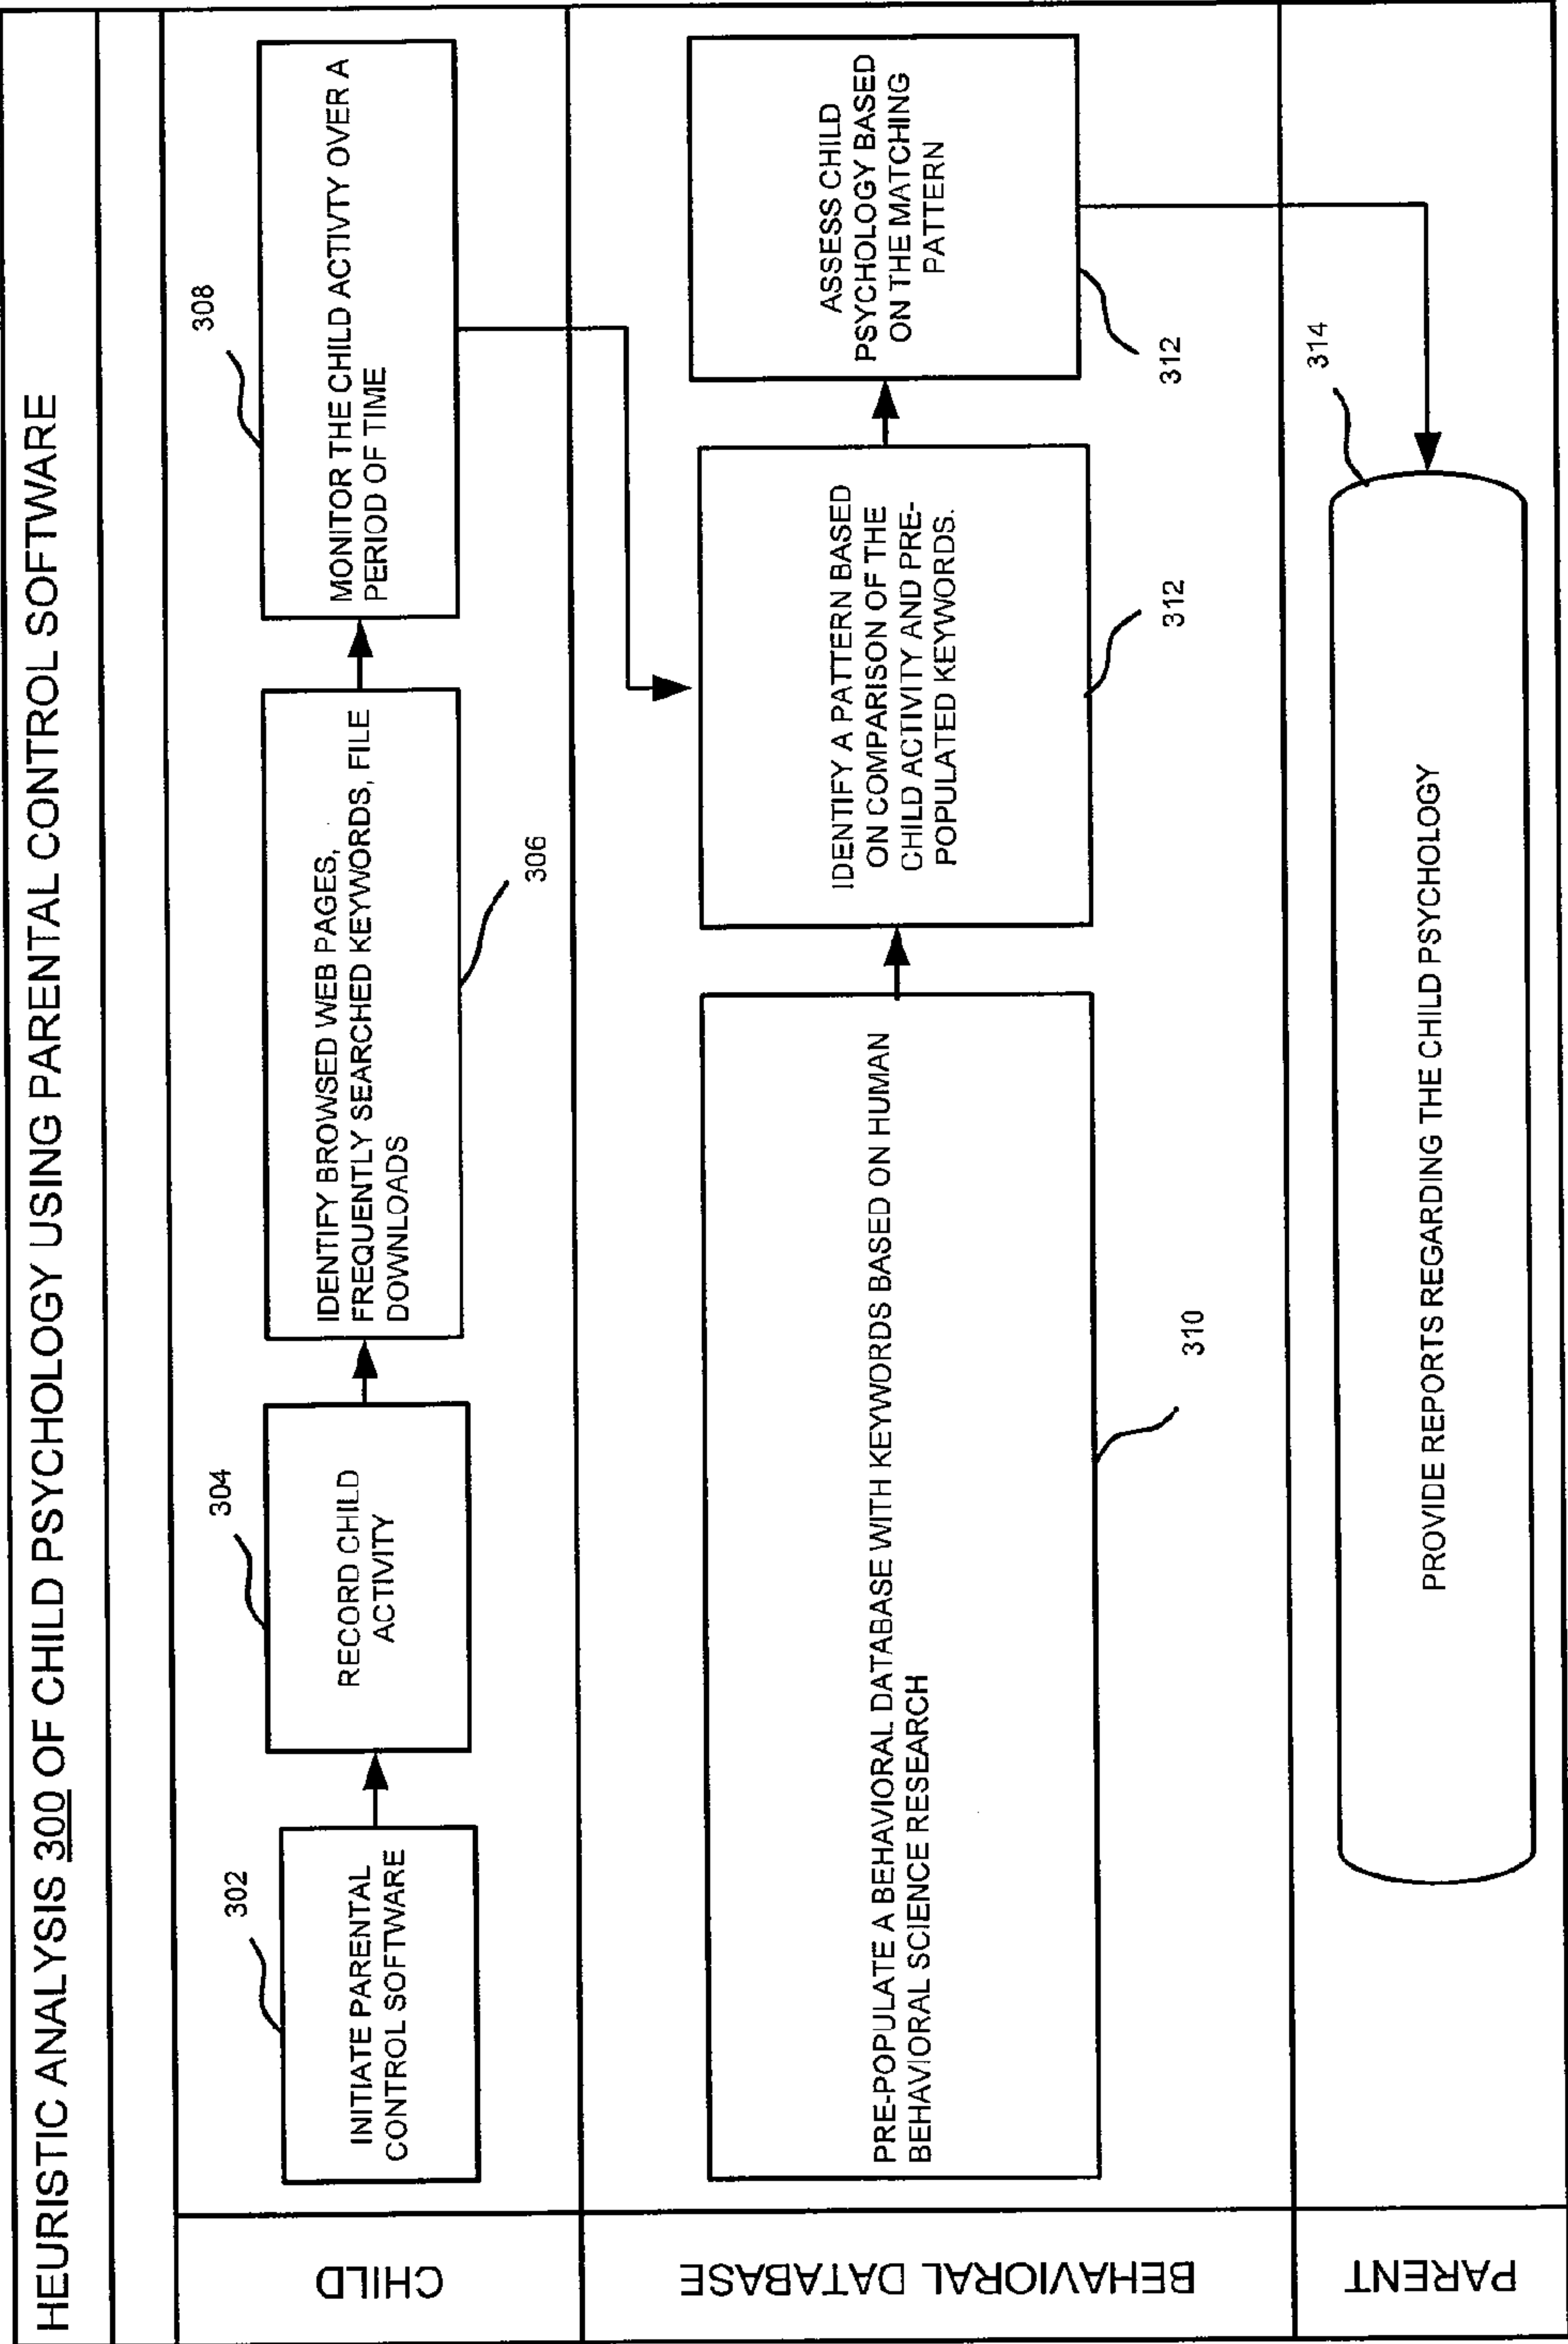 HEURISTIC ANALYSIS 300 OF CHILD PSYCHOLOGY USING PARENTAL CONTROL SOFTWARE
CHILD
302
INITIATE PARENTAL
CONTROL SOFTWARE
304
RECORD CHILD
ACTIVITY
IDENTIFY BROWSED WEB PAGES,
FREQUENTLY SEARCHED KEYWORDS, FILE
DOWNLOADS
306
308
MONITOR THE CHILD ACTIVTY OVER A
PERIOD OF TIME
BEHAVIORAL DATABASE
PRE-POPULATE A BEHAVIORAL DATABASE WITH KEYWORDS BASED ON HUMAN
BEHAVIORAL SCIENCE RESEARCH
310
IDENTIFY A PATTERN BASED
ON COMPARISON OF THE
CHILD ACTIVITY AND PRE-
POPULATED KEYWORDS.
312
ASSESS CHILD
PSYCHOLOGY BASED
ON THE MATCHING
PATTERN
312
PARENT
314
PROVIDE REPORTS REGARDING THE CHILD PSYCHOLOGY